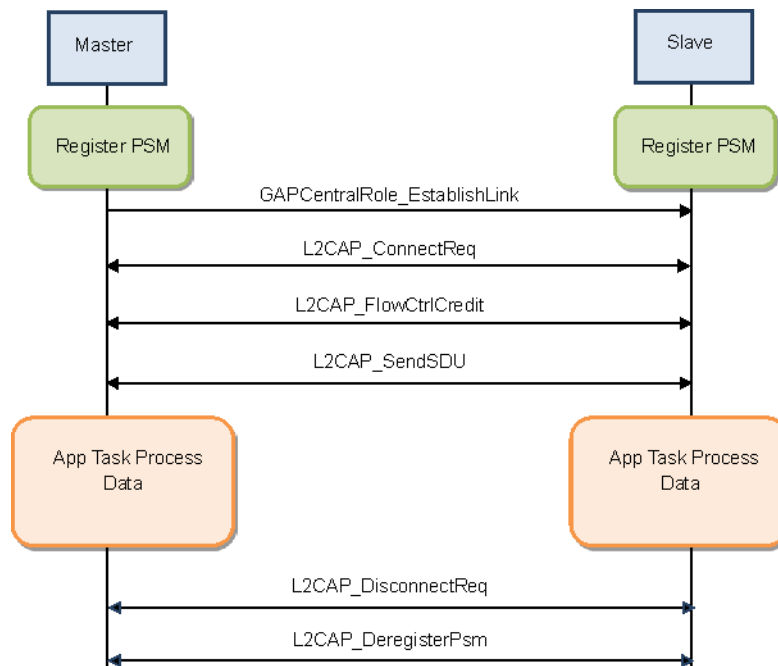 Master
Slave
Register PSM
Register PSM
GAPCentralRole_EstablishLink
L2CAP_ConnectReq
L2CAP_FlowCtrlCredit
L2CAP_SendSDU
App Task Process
Data
App Task Process
Data
L2CAP_DisconnectReq
L2CAP_DeregisterPsm